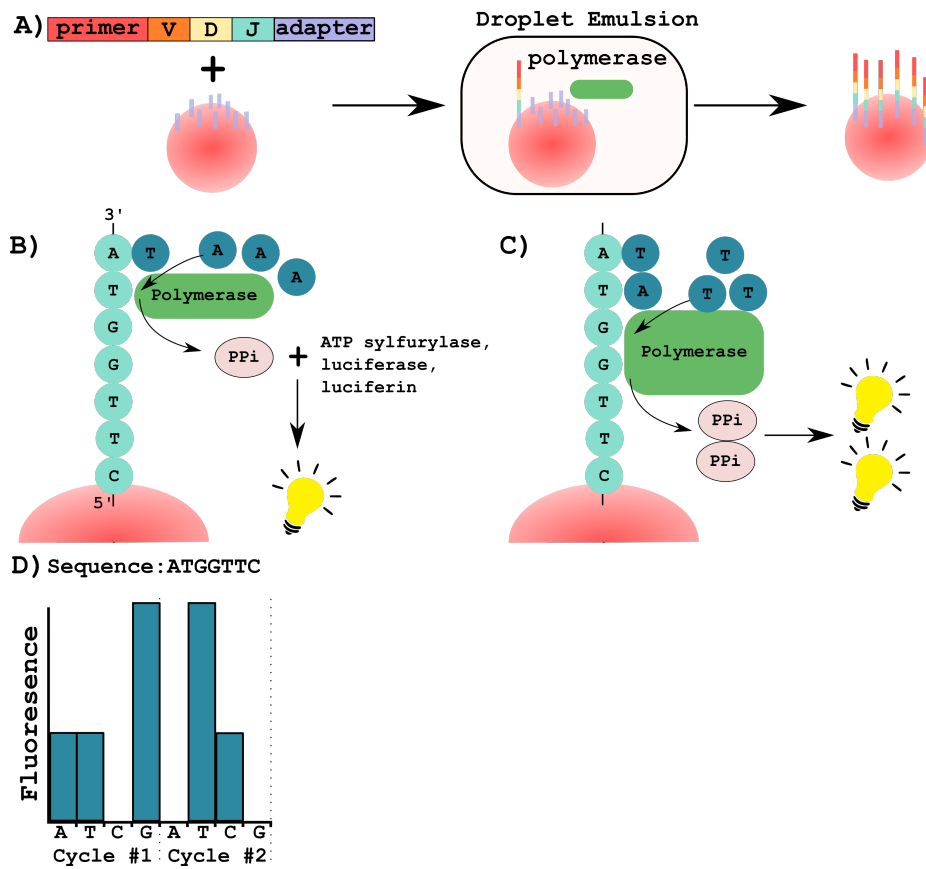 A) primer V D J adapter
+
Droplet Emulsion
polymerase
B)
3'
A T A A A
T Polymerase
G
G
T
T
C
5'
PPi + ATP sylfurylase,
luciferase,
luciferin
C)
A T T
T A T T
G Polymerase
G
T
T
C
PPi
PPi
D) Sequence:ATGGTTC
Fluoresence
A T C G A T C G
Cycle #1 Cycle #2